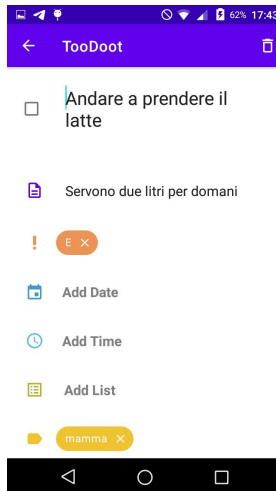 62% 17:43
TooDoot
Andare a prendere il
latte
Servono due litri per domani
E
Add Date
Add Time
Add List
mamma